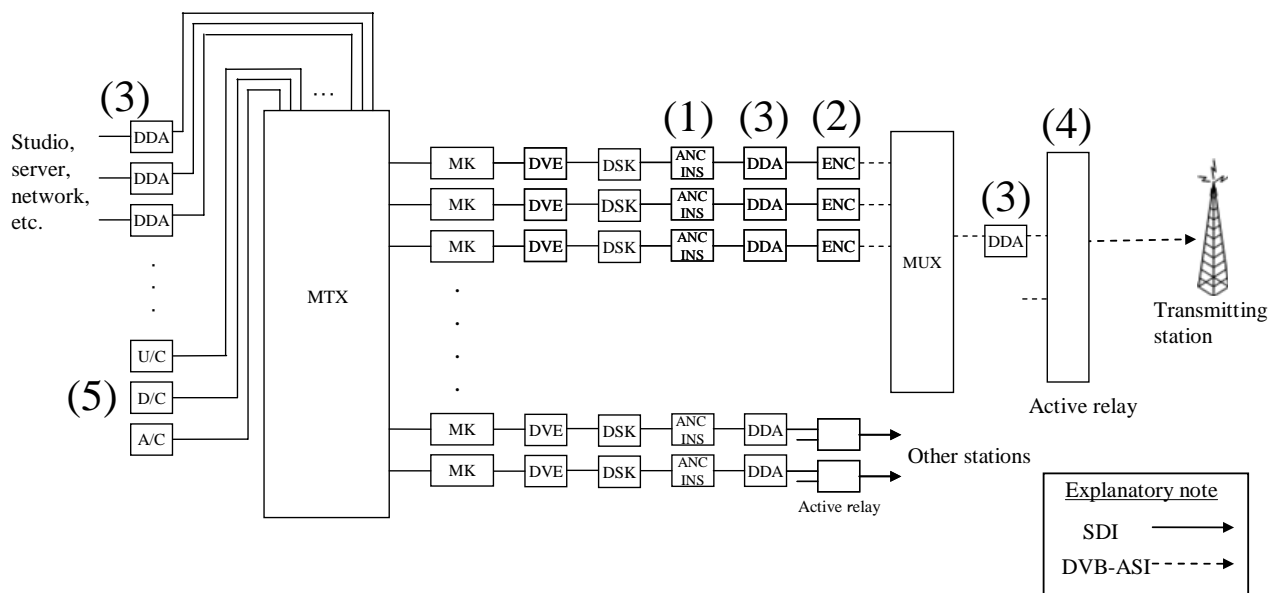 (3)
Studio,
server,
network,
etc.
DDA
DDA
DDA
.
.
.
(5)
U/C
D/C
A/C
...
MTX
(1) (3) (2)
MK DVE DSK ANC INS DDA ENC
MK DVE DSK ANC INS DDA ENC
MK DVE DSK ANC INS DDA ENC
.
.
.
.
MK DVE DSK ANC INS DDA
MK DVE DSK ANC INS DDA
Active relay
Other stations
MUX
(3)
DDA
(4)
Active relay
Transmitting
station
Explanatory note
SDI
DVB-ASI